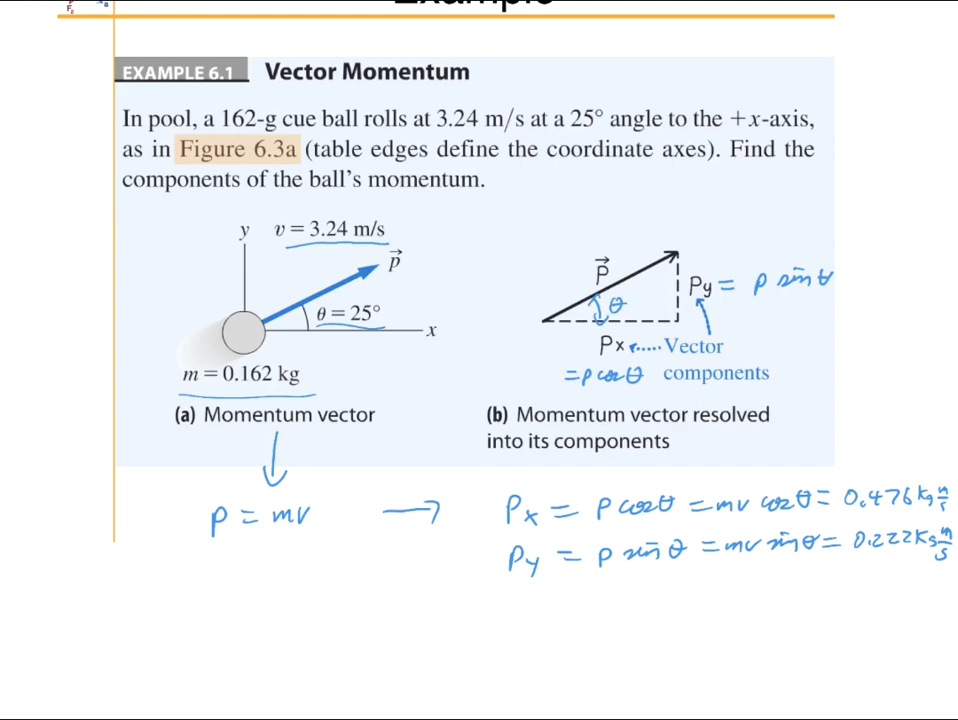 Example
EXAMPLE 6.1 Vector Momentum
In pool, a 162-g cue ball rolls at 3.24 m/s at a 25° angle to the +x-axis,
as in Figure 6.3a (table edges define the coordinate axes). Find the
components of the ball's momentum.
y v = 3.24 m/s
p⃗
θ = 25°
x
m = 0.162 kg
(a) Momentum vector
P⃗
θ
Py = p sin θ
Px Vector
= p cos θ components
(b) Momentum vector resolved
into its components
p = mv → Px = p cos θ = mv cos θ = 0.476 kg m/s
Py = p sin θ = mv sin θ = 0.222 kg m/s